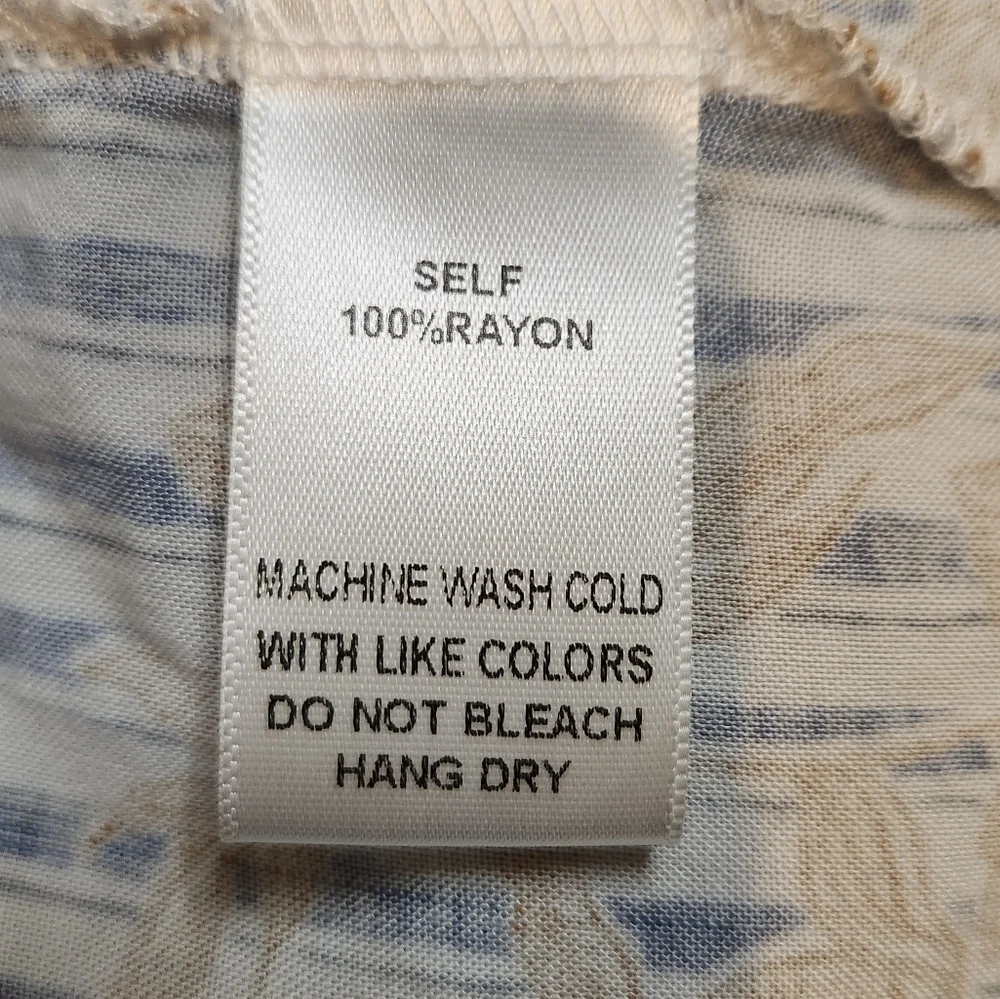 SELF
100%RAYON
MACHINE WASH COLD
WITH LIKE COLORS
DO NOT BLEACH
HANG DRY